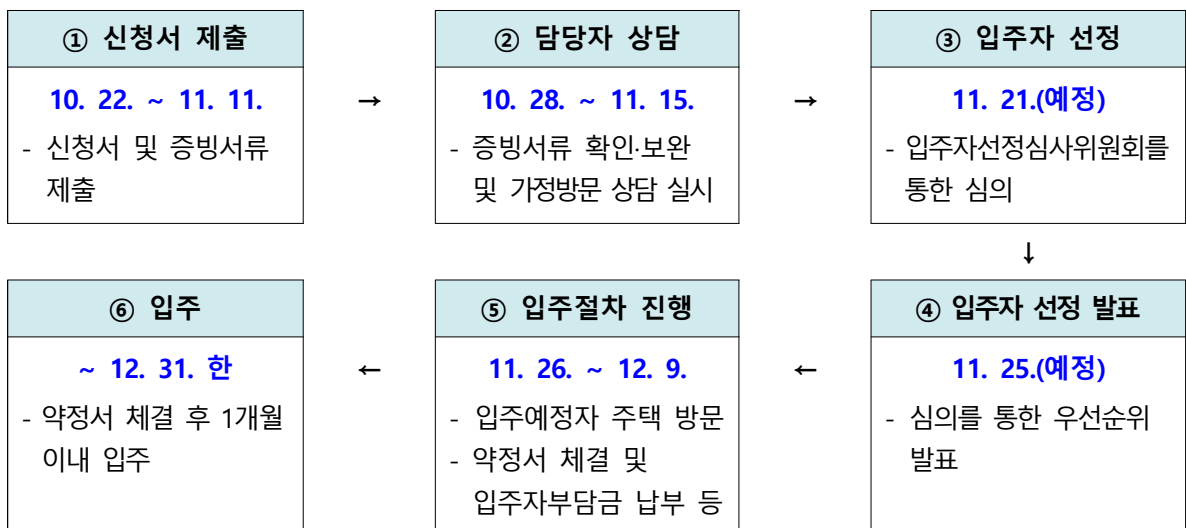 ① 신청서 제출
10. 22. ~ 11. 11.
- 신청서 및 증빙서류
제출
→
② 담당자 상담
10. 28. ~ 11. 15.
- 증빙서류 확인·보완
및 가정방문 상담 실시
→
③ 입주자 선정
11. 21.(예정)
- 입주자선정심사위원회를
통한 심의
↓
④ 입주자 선정 발표
11. 25.(예정)
- 심의를 통한 우선순위
발표
←
⑤ 입주절차 진행
11. 26. ~ 12. 9.
- 입주예정자 주택 방문
- 약정서 체결 및
입주자부담금 납부 등
←
⑥ 입주
~ 12. 31. 한
- 약정서 체결 후 1개월
이내 입주